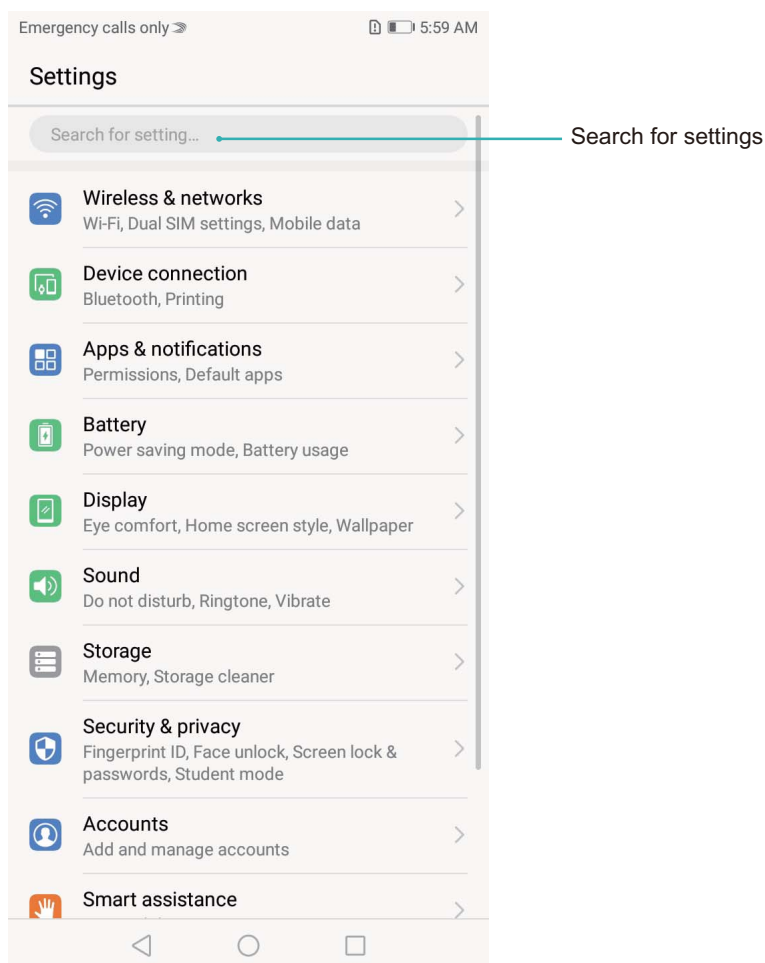 Emergency calls only 5:59 AM
Settings
Search for setting...
Search for settings
Wireless & networks
Wi-Fi, Dual SIM settings, Mobile data
Device connection
Bluetooth, Printing
Apps & notifications
Permissions, Default apps
Battery
Power saving mode, Battery usage
Display
Eye comfort, Home screen style, Wallpaper
Sound
Do not disturb, Ringtone, Vibrate
Storage
Memory, Storage cleaner
Security & privacy
Fingerprint ID, Face unlock, Screen lock &
passwords, Student mode
Accounts
Add and manage accounts
Smart assistance